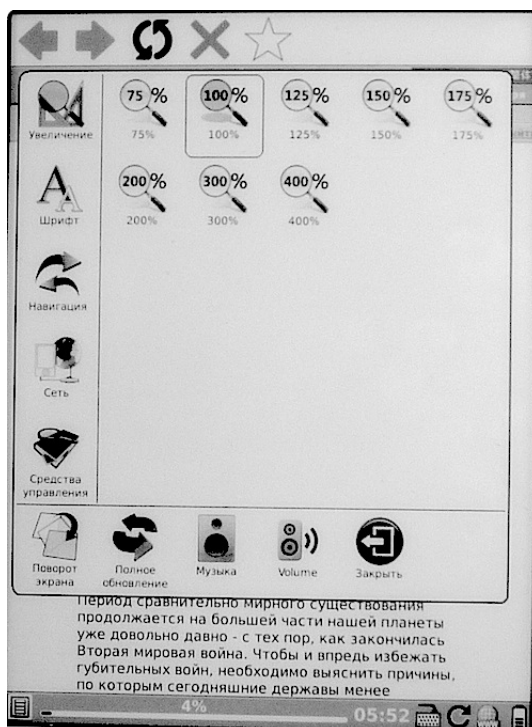 75%
100%
125%
150%
175%
Увеличение
75%
100%
125%
150%
175%
200%
300%
400%
Шрифт
200%
300%
400%
Навигация
Сеть
Средства
управления
Поворот
экрана
Полное
обновление
Музыка
Volume
Закрыть
Период сравнительно мирного существования
продолжается на большей части нашей планеты
уже довольно давно - с тех пор, как закончилась
Вторая мировая война. Чтобы и впредь избежать
губительных войн, необходимо выяснить причины,
по которым сегодняшние державы менее
4%
05:52